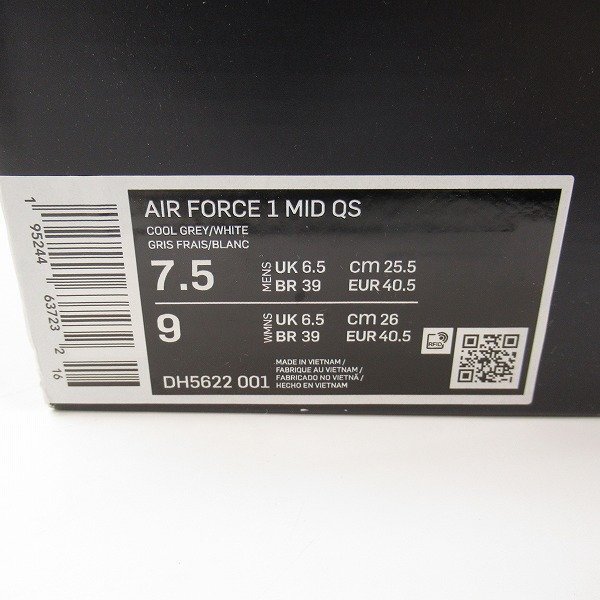 AIR FORCE 1 MID QS
COOL GREY/WHITE
GRIS FRAIS/BLANC
7.5 MENS UK 6.5 CM 25.5
BR 39 EUR 40.5
9 WMNS UK 6.5 CM 26
BR 39 EUR 40.5
RFID
MADE IN VIETNAM /
FABRIQUE AU VIETNAM /
FABRICADO NO VIETNÃ /
HECHO EN VIETNAM
DH5622 001
1 95244 63723 2 16